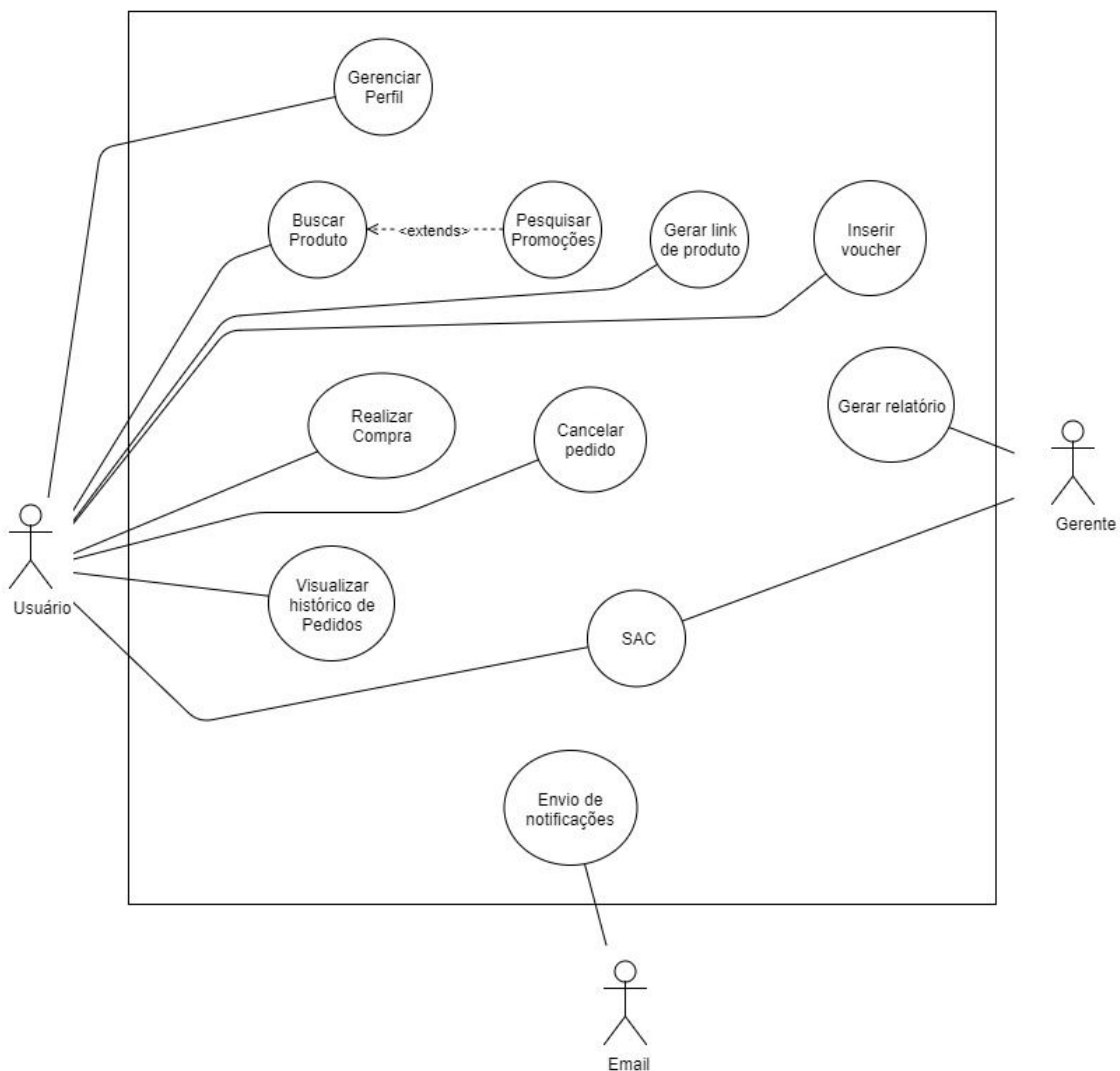 Gerenciar
Perfil
Buscar
Produto
<extends>
Pesquisar
Promoções
Gerar link
de produto
Inserir
voucher
Realizar
Compra
Cancelar
pedido
Gerar relatório
Gerente
Usuário
Visualizar
histórico de
Pedidos
SAC
Envio de
notificações
Email